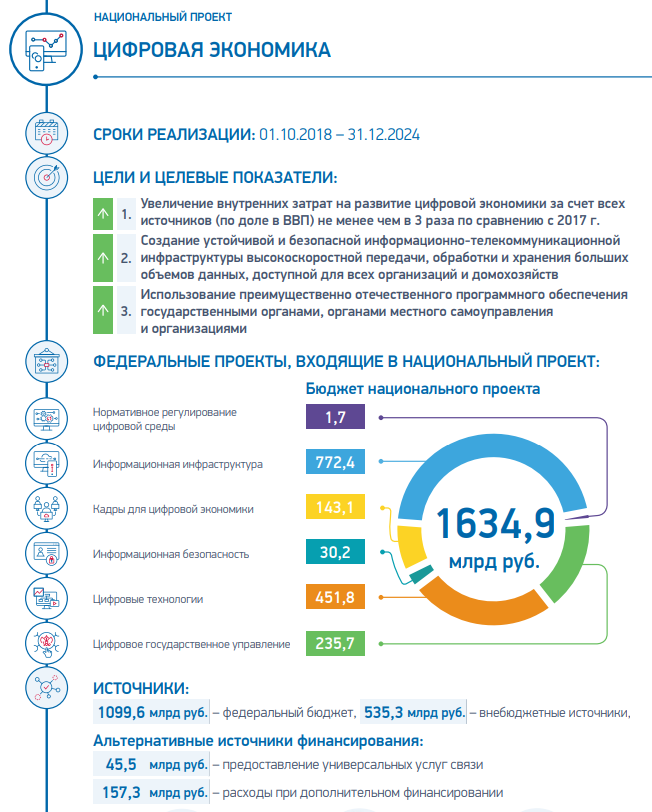 НАЦИОНАЛЬНЫЙ ПРОЕКТ
ЦИФРОВАЯ ЭКОНОМИКА
СРОКИ РЕАЛИЗАЦИИ: 01.10.2018 – 31.12.2024
ЦЕЛИ И ЦЕЛЕВЫЕ ПОКАЗАТЕЛИ:
1. Увеличение внутренних затрат на развитие цифровой экономики за счет всех
источников (по доле в ВВП) не менее чем в 3 раза по сравнению с 2017 г.
2. Создание устойчивой и безопасной информационно-телекоммуникационной
инфраструктуры высокоскоростной передачи, обработки и хранения больших
объемов данных, доступной для всех организаций и домохозяйств
3. Использование преимущественно отечественного программного обеспечения
государственными органами, органами местного самоуправления
и организациями
ФЕДЕРАЛЬНЫЕ ПРОЕКТЫ, ВХОДЯЩИЕ В НАЦИОНАЛЬНЫЙ ПРОЕКТ:
Бюджет национального проекта
Нормативное регулирование
цифровой среды
1,7
Информационная инфраструктура
772,4
Кадры для цифровой экономики
143,1
Информационная безопасность
30,2
Цифровые технологии
451,8
Цифровое государственное управление
235,7
1634,9
млрд руб.
ИСТОЧНИКИ:
1099,6 млрд руб. – федеральный бюджет, 535,3 млрд руб. – внебюджетные источники,
Альтернативные источники финансирования:
45,5 млрд руб. – предоставление универсальных услуг связи
157,3 млрд руб. – расходы при дополнительном финансировании